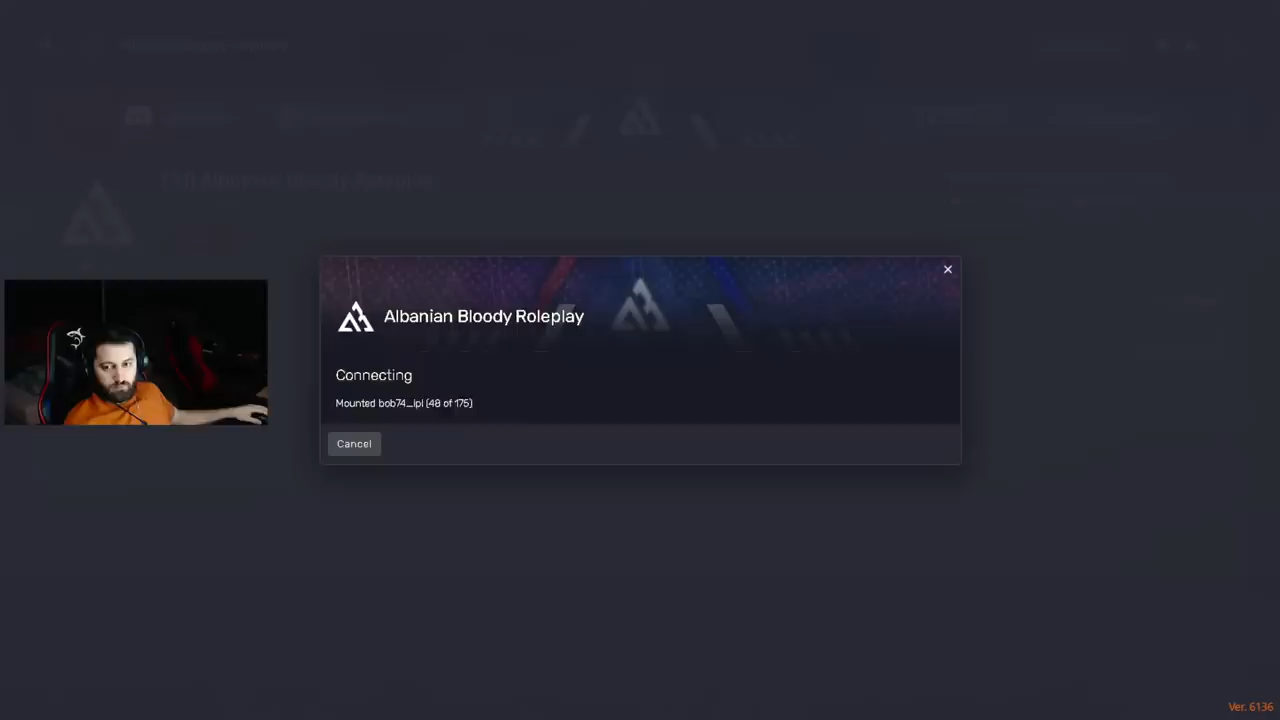 Albanian Bloody Roleplay
Connecting
Mounted bob74_ipl (48 of 175)
Cancel
Ver. 6136